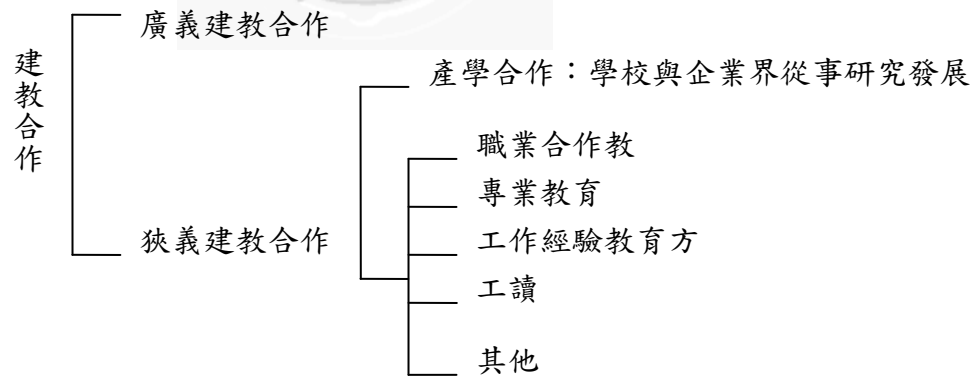 建教合作
廣義建教合作
產學合作：學校與企業界從事研究發展
職業合作教
專業教育
狹義建教合作
工作經驗教育方
工讀
其他